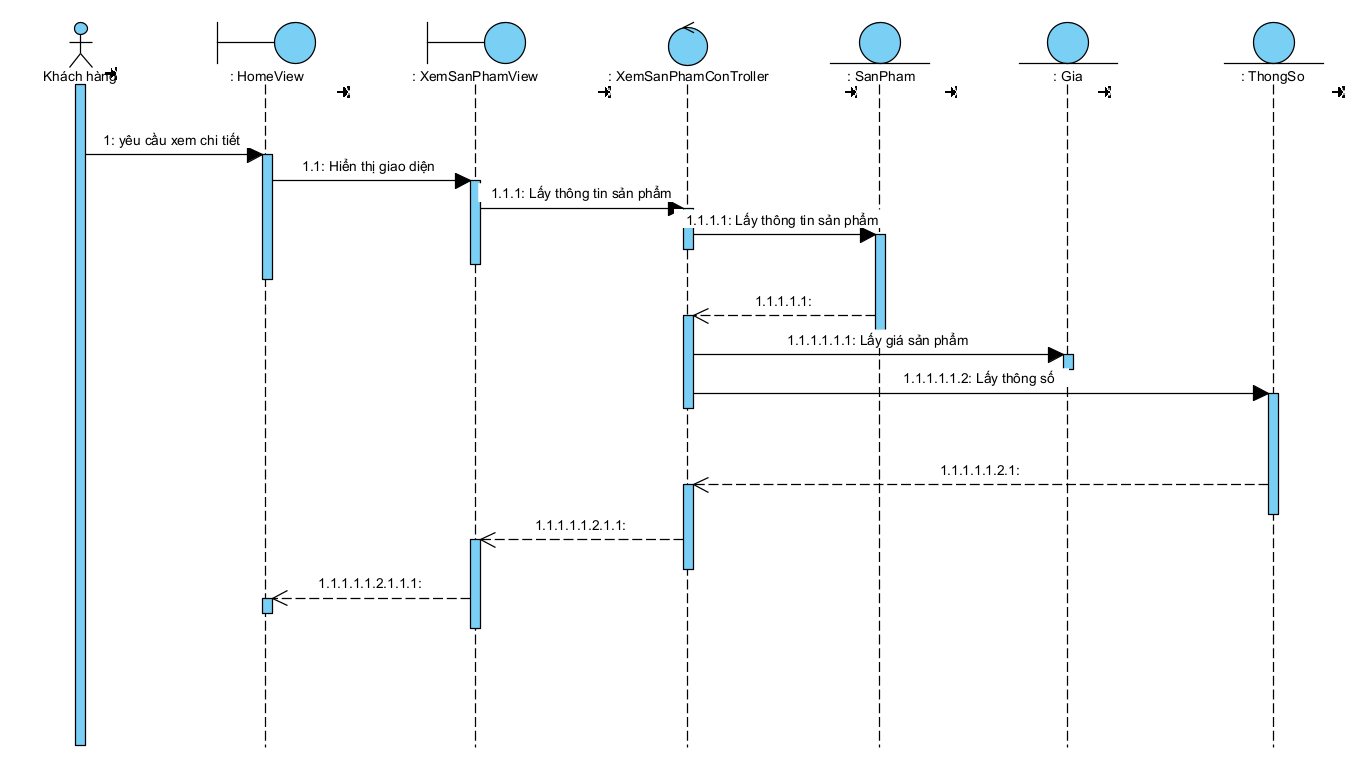 Khách hàng
: HomeView
: XemSanPhamView
: XemSanPhamConTroller
: SanPham
: Gia
: ThongSo
1: yêu cầu xem chi tiết
1.1: Hiển thị giao diện
1.1.1: Lấy thông tin sản phẩm
1.1.1.1: Lấy thông tin sản phẩm
1.1.1.1.1:
1.1.1.1.1.1: Lấy giá sản phẩm
1.1.1.1.1.2: Lấy thông số
1.1.1.1.1.2.1:
1.1.1.1.1.2.1.1:
1.1.1.1.1.2.1.1.1: